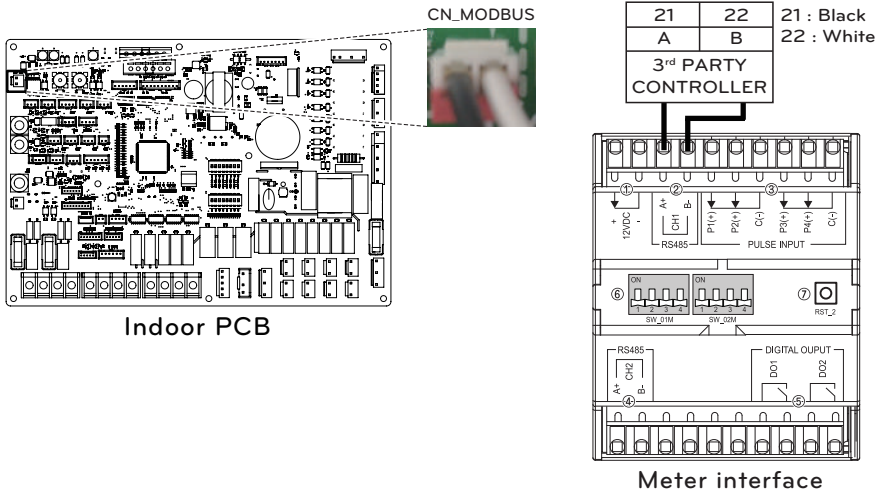 CN_MODBUS
Indoor PCB
21 22
A B
3rd PARTY
CONTROLLER
21 : Black
22 : White
① ② ③
+ - A+ B- P1(+) P2(+) C(-) P3(+) P4(+) C(-)
12VDC CH1
RS485 PULSE INPUT
⑥ ON ON ⑦
1 2 3 4 1 2 3 4
SW_01M SW_02M RST_2
RS485 DIGITAL OUPUT
CH2 DO1 DO2
A+ B-
④ ⑤
Meter interface